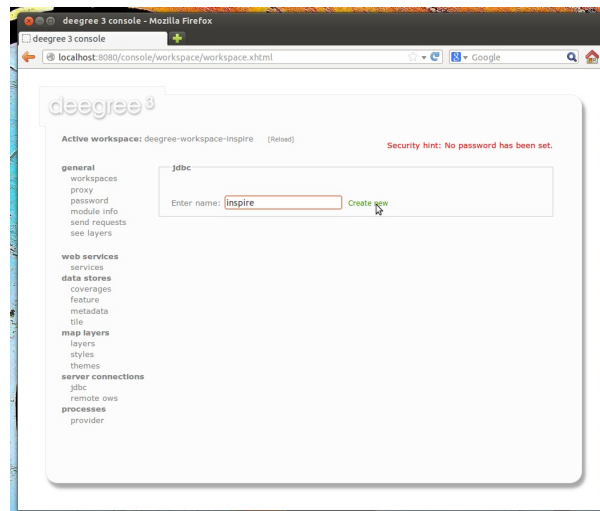 deegree 3 console - Mozilla Firefox
deegree 3 console
localhost:8080/console/workspace/workspace.xhtml
Google
deegree 3
Active workspace: deegree-workspace-inspire [Reload]
Security hint: No password has been set.
general
workspaces
proxy
password
module info
send requests
see layers
web services
services
data stores
coverages
feature
metadata
tile
map layers
layers
styles
themes
server connections
jdbc
remote ows
processes
provider
jdbc
Enter name: inspire Create new